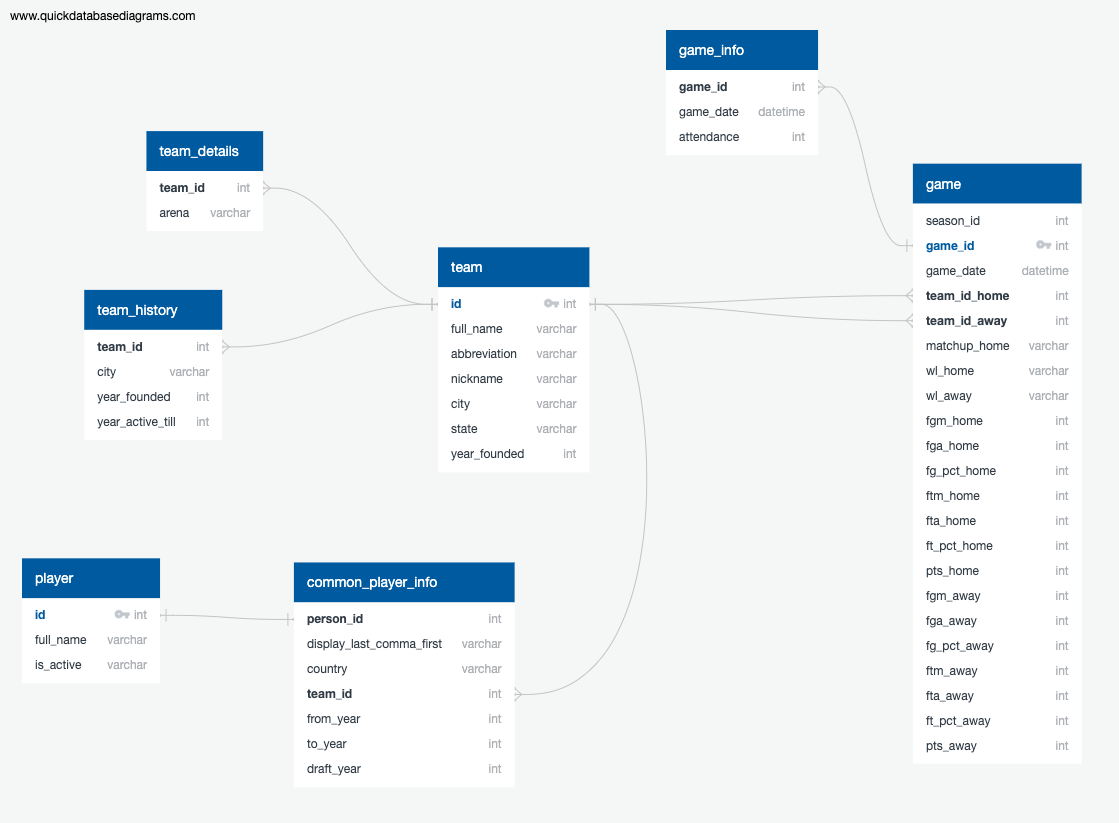 www.quickdatabasediagrams.com
game_info
game_id int
game_date datetime
attendance int
team_details
team_id int
arena varchar
game
season_id int
game_id int
game_date datetime
team_id_home int
team_id_away int
matchup_home varchar
wl_home varchar
wl_away varchar
fgm_home int
fga_home int
fg_pct_home int
ftm_home int
fta_home int
ft_pct_home int
pts_home int
fgm_away int
fga_away int
fg_pct_away int
ftm_away int
fta_away int
ft_pct_away int
pts_away int
team
id int
full_name varchar
abbreviation varchar
nickname varchar
city varchar
state varchar
year_founded int
team_history
team_id int
city varchar
year_founded int
year_active_till int
player
id int
full_name varchar
is_active varchar
common_player_info
person_id int
display_last_comma_first varchar
country varchar
team_id int
from_year int
to_year int
draft_year int